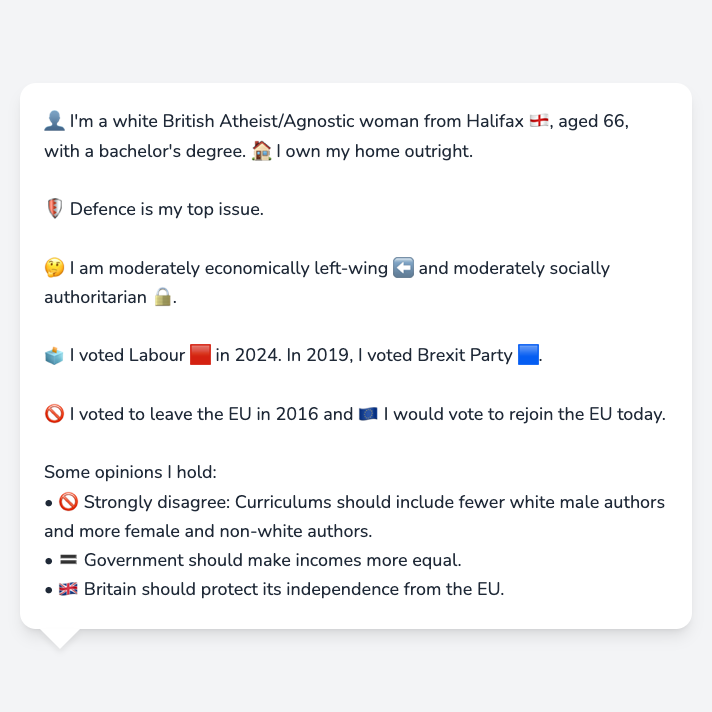 👤 I'm a white British Atheist/Agnostic woman from Halifax 🏴󠁧󠁢󠁥󠁮󠁧󠁿, aged 66,
with a bachelor's degree. 🏠 I own my home outright.
🛡️ Defence is my top issue.
🤔 I am moderately economically left-wing ⬅️ and moderately socially
authoritarian 🔒.
🗳️ I voted Labour 🟥 in 2024. In 2019, I voted Brexit Party 🟦.
🚫 I voted to leave the EU in 2016 and 🇪🇺 I would vote to rejoin the EU today.
Some opinions I hold:
• 🚫 Strongly disagree: Curriculums should include fewer white male authors
and more female and non-white authors.
• 🟰 Government should make incomes more equal.
• 🇬🇧 Britain should protect its independence from the EU.